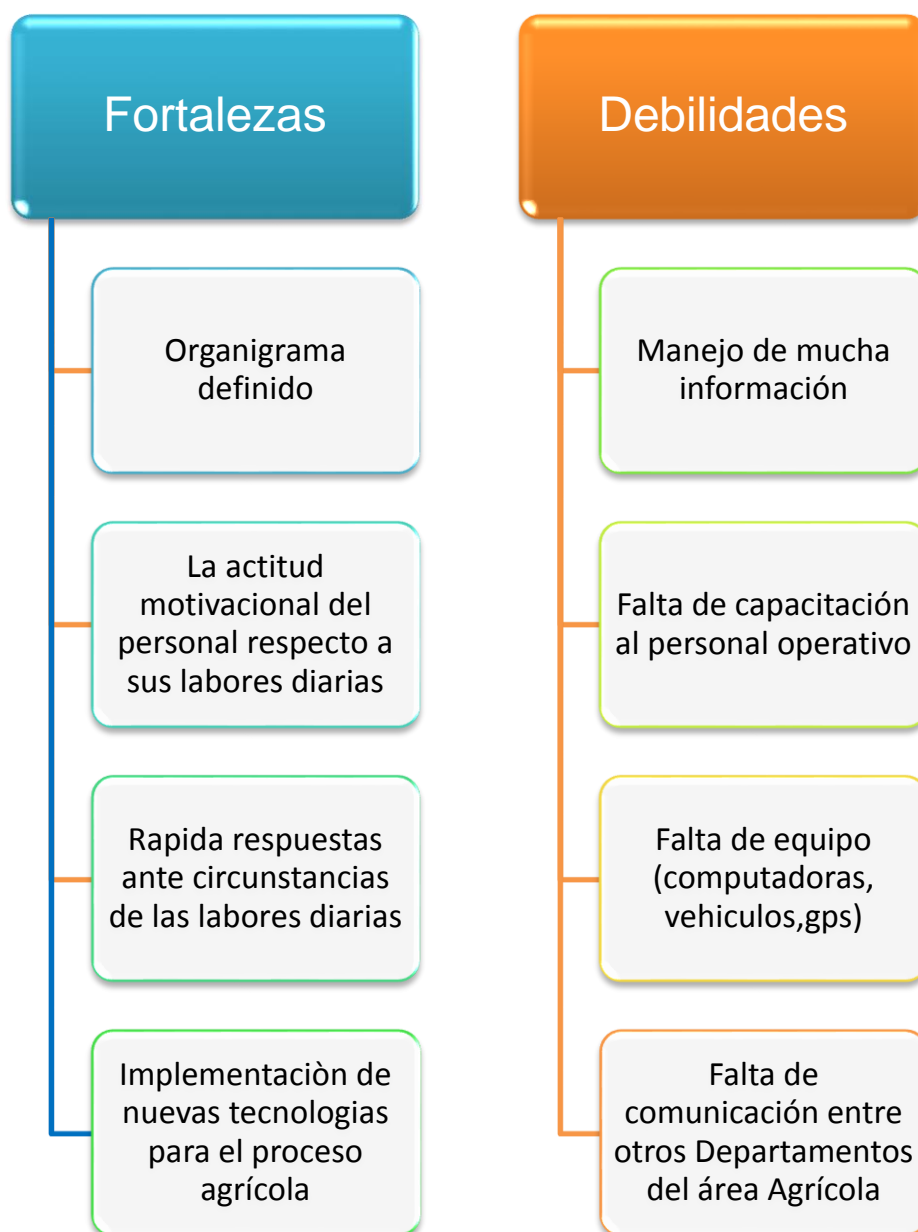 Fortalezas
Organigrama
definido
La actitud
motivacional del
personal respecto a
sus labores diarias
Rapida respuestas
ante circunstancias
de las labores diarias
Implementaciòn de
nuevas tecnologias
para el proceso
agrícola
Debilidades
Manejo de mucha
información
Falta de capacitación
al personal operativo
Falta de equipo
(computadoras,
vehiculos,gps)
Falta de
comunicación entre
otros Departamentos
del área Agrícola